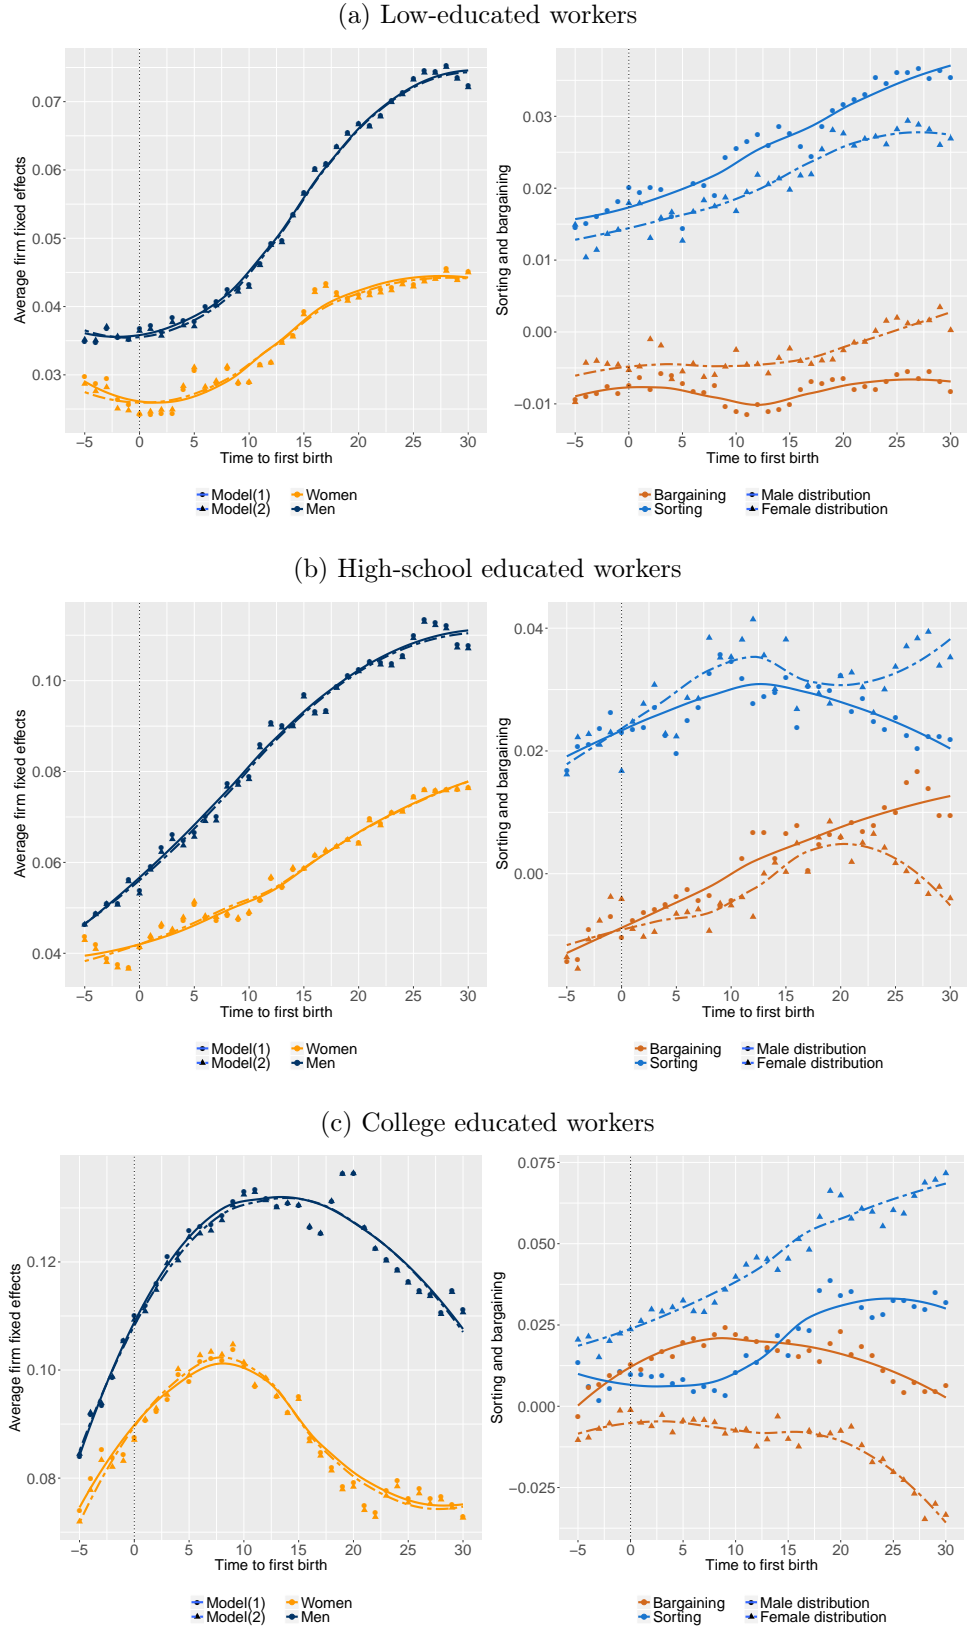 (a) Low-educated workers
Average firm fixed effects
0.07
0.06
0.05
0.04
0.03
−5 0 5 10 15 20 25 30
Time to first birth
Model(1) Women
Model(2) Men
Sorting and bargaining
0.03
0.02
0.01
0.00
−0.01
−5 0 5 10 15 20 25 30
Time to first birth
Bargaining Male distribution
Sorting Female distribution
(b) High-school educated workers
Average firm fixed effects
0.10
0.08
0.06
0.04
−5 0 5 10 15 20 25 30
Time to first birth
Model(1) Women
Model(2) Men
Sorting and bargaining
0.04
0.02
0.00
−5 0 5 10 15 20 25 30
Time to first birth
Bargaining Male distribution
Sorting Female distribution
(c) College educated workers
Average firm fixed effects
0.12
0.10
0.08
−5 0 5 10 15 20 25 30
Time to first birth
Model(1) Women
Model(2) Men
Sorting and bargaining
0.075
0.050
0.025
0.000
−0.025
−5 0 5 10 15 20 25 30
Time to first birth
Bargaining Male distribution
Sorting Female distribution